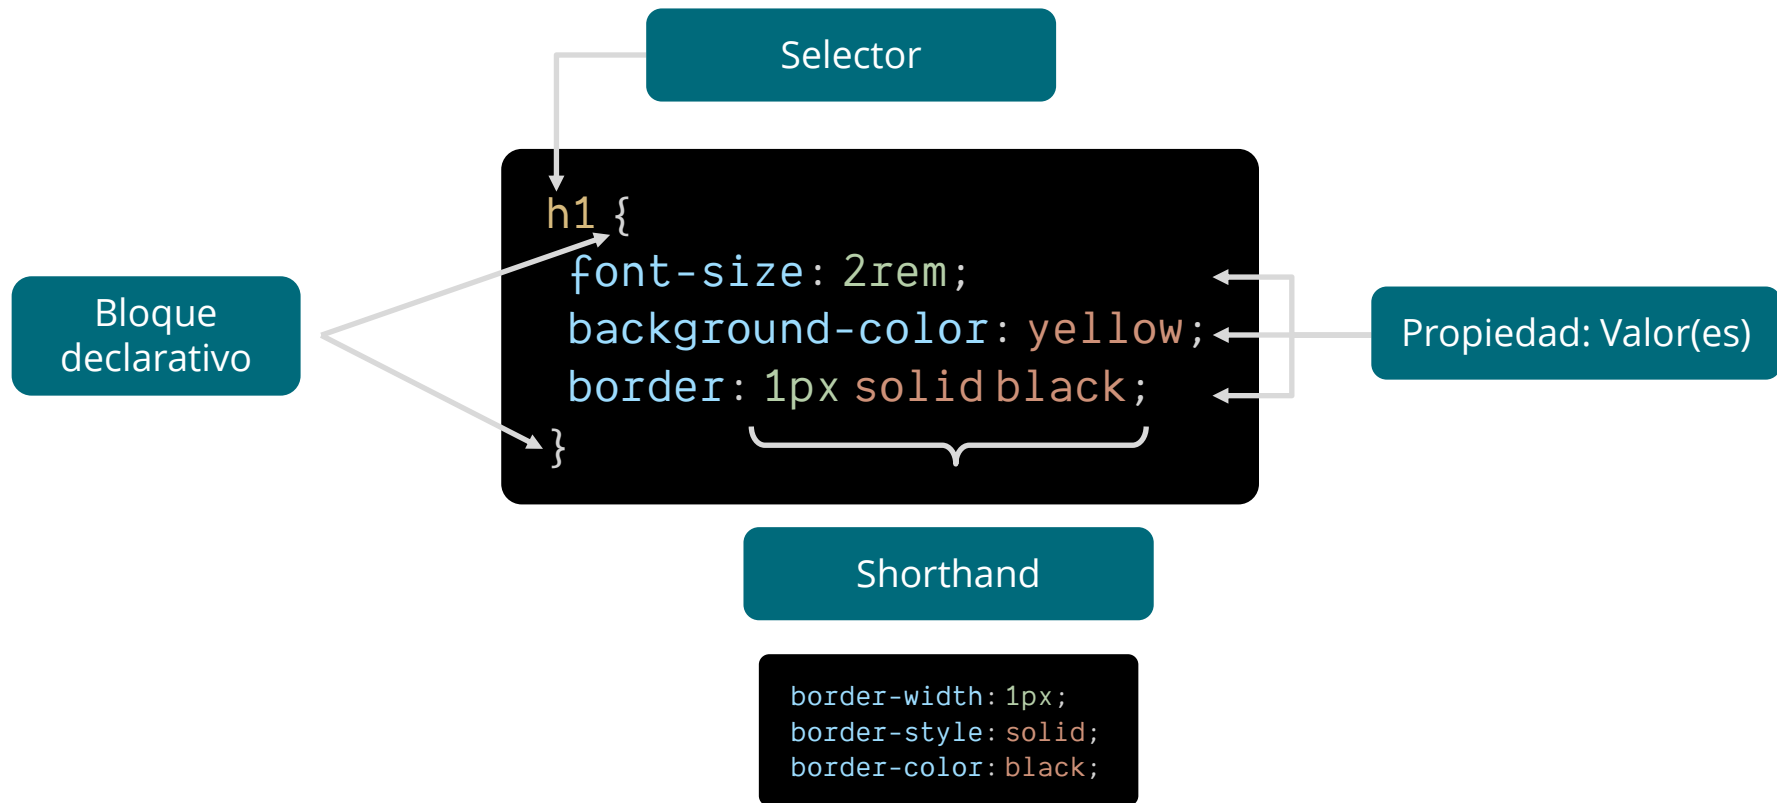 Selector
h1 {
font-size: 2rem;
background-color: yellow;
border: 1px solid black;
}
Bloque
declarativo
Propiedad: Valor(es)
Shorthand
border-width: 1px;
border-style: solid;
border-color: black;